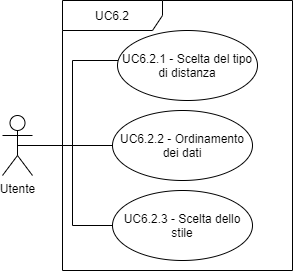 UC6.2
UC6.2.1 - Scelta del tipo
di distanza
UC6.2.2 - Ordinamento
dei dati
Utente
UC6.2.3 - Scelta dello
stile